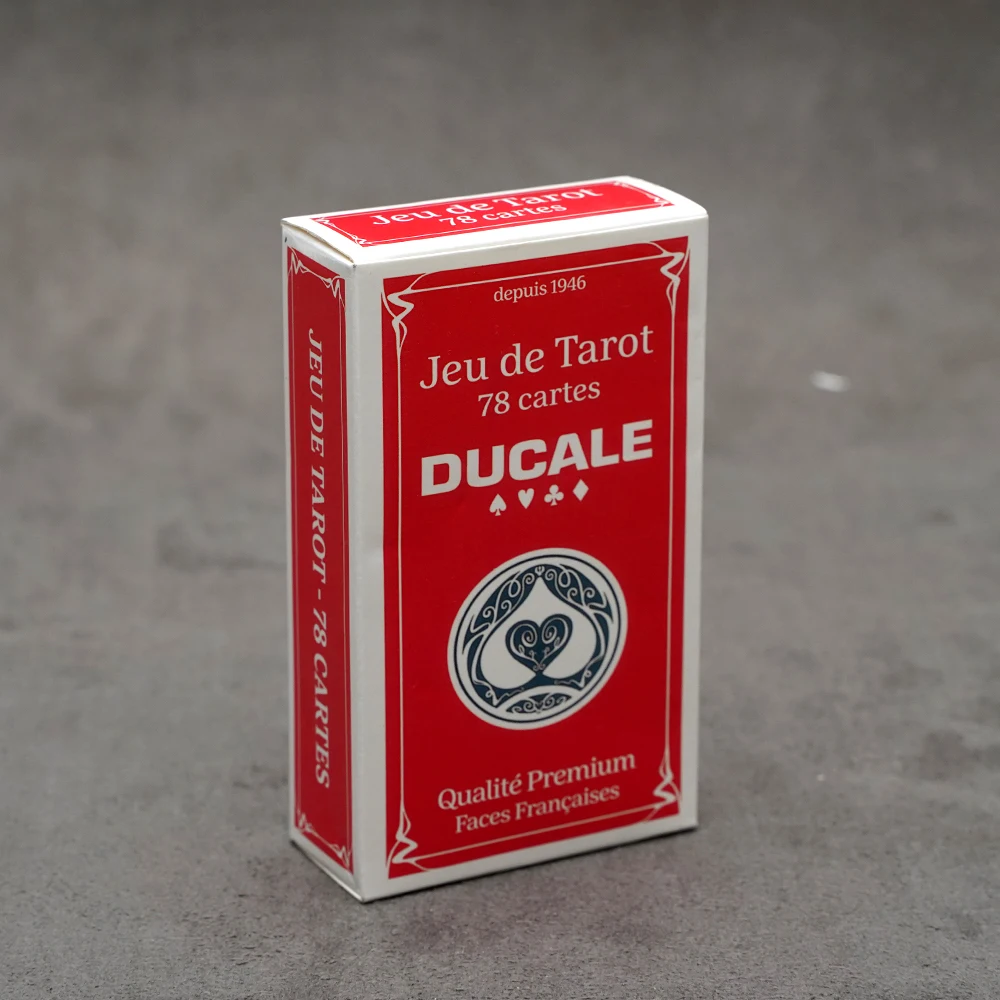 Jeu de Tarot
78 cartes
JEU DE TAROT - 78 CARTES
depuis 1946
Jeu de Tarot
78 cartes
DUCALE
Qualité Premium
Faces Françaises